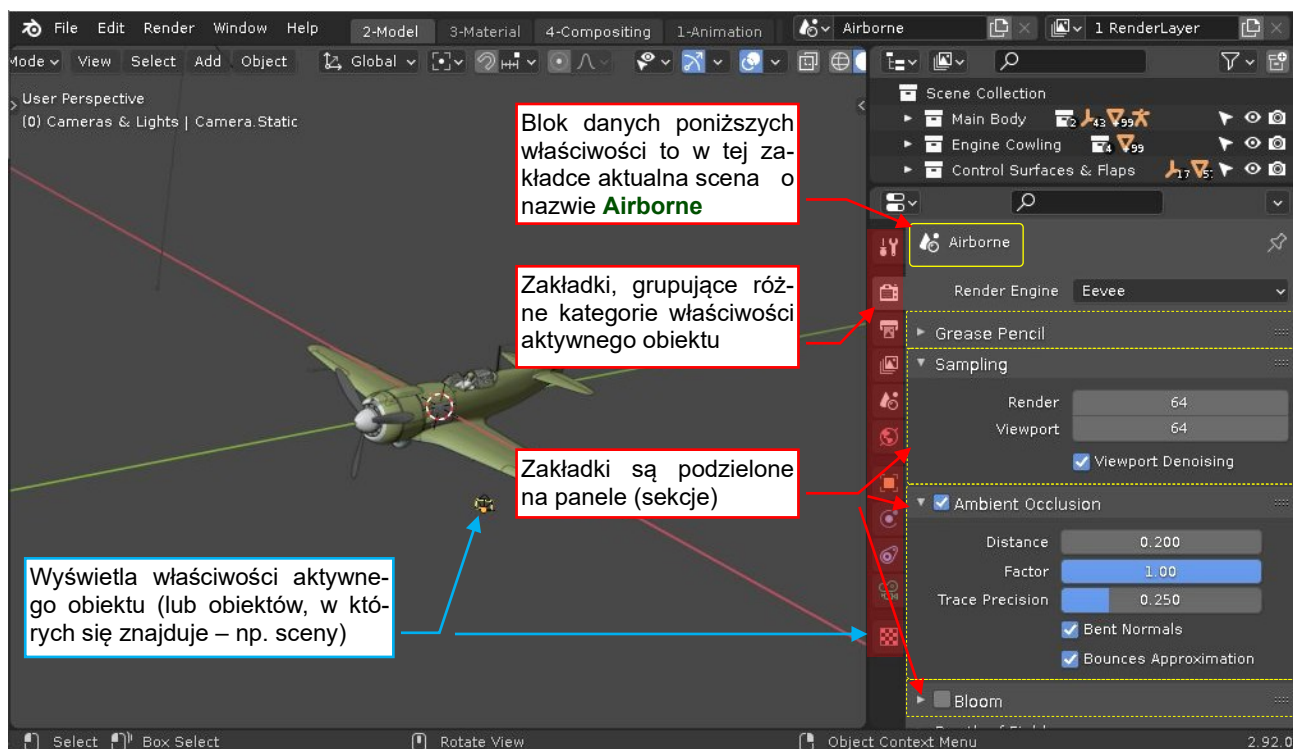 File Edit Render Window Help 2-Model 3-Material 4-Compositing 1-Animation Airborne 1 RenderLayer
Mode View Select Add Object Global
User Perspective
(0) Cameras & Lights | Camera.Static
Scene Collection
Main Body 2 43 99
Engine Cowling 4 99
Control Surfaces & Flaps 17
Blok danych poniższych
właściwości to w tej za-
kładce aktualna scena o
nazwie Airborne
Airborne
Zakładki, grupujące róż-
ne kategorie właściwości
aktywnego obiektu
Render Engine Eevee
Grease Pencil
Sampling
Render 64
Viewport 64
Viewport Denoising
Zakładki są podzielone
na panele (sekcje)
Ambient Occlusion
Distance 0.200
Factor 1.00
Trace Precision 0.250
Bent Normals
Bounces Approximation
Bloom
Wyświetla właściwości aktywne-
go obiektu (lub obiektów, w któ-
rych się znajduje – np. sceny)
Select Box Select Rotate View Object Context Menu 2.92.0